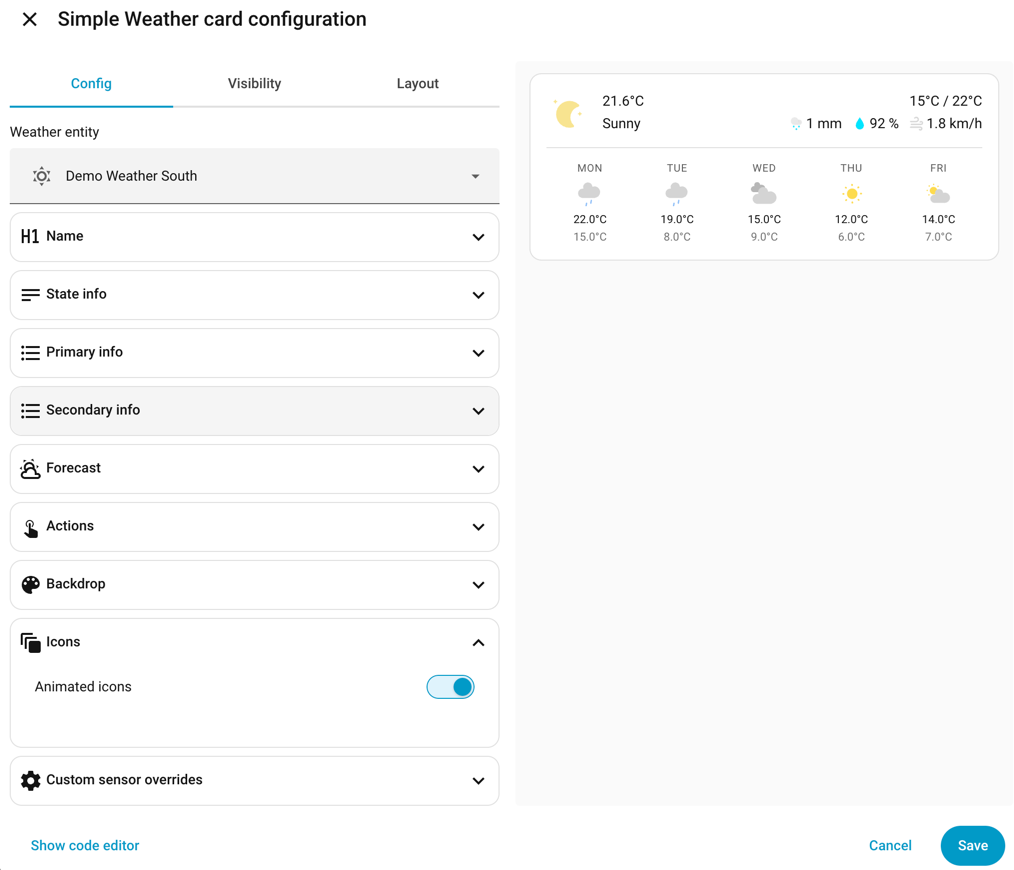 Simple Weather card configuration
Config Visibility Layout
Weather entity
Demo Weather South
H1 Name
State info
Primary info
Secondary info
Forecast
Actions
Backdrop
Icons
Animated icons
Custom sensor overrides
Show code editor
21.6°C 15°C / 22°C
Sunny 1 mm 92 % 1.8 km/h
MON TUE WED THU FRI
22.0°C 19.0°C 15.0°C 12.0°C 14.0°C
15.0°C 8.0°C 9.0°C 6.0°C 7.0°C
Cancel Save